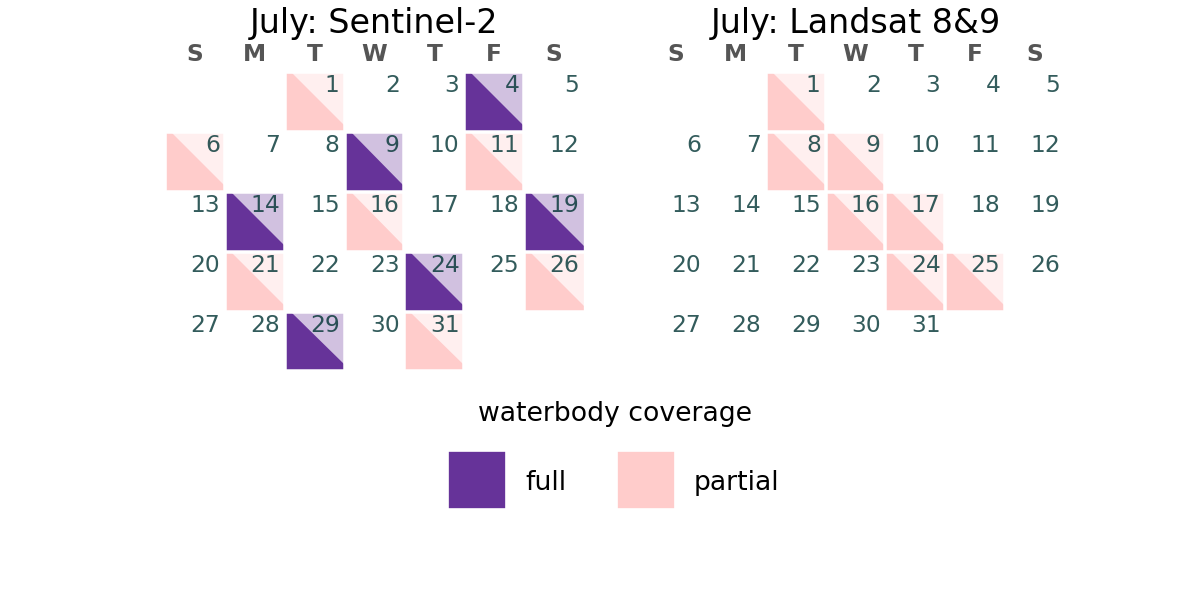 July: Sentinel-2
S M T W T F S
1 2 3 4 5
6 7 8 9 10 11 12
13 14 15 16 17 18 19
20 21 22 23 24 25 26
27 28 29 30 31
July: Landsat 8&9
S M T W T F S
1 2 3 4 5
6 7 8 9 10 11 12
13 14 15 16 17 18 19
20 21 22 23 24 25 26
27 28 29 30 31
waterbody coverage
full
partial